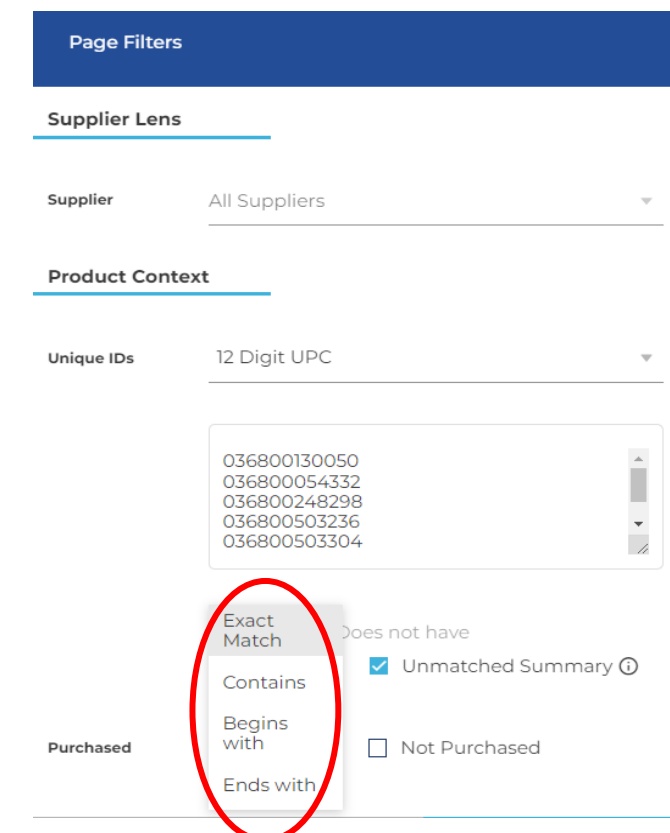 Page Filters
Supplier Lens
Supplier All Suppliers
Product Context
Unique IDs 12 Digit UPC
036800130050
036800054332
036800248298
036800503236
036800503304
Exact
Match
Does not have
Unmatched Summary
Contains
Begins
with
Purchased
Not Purchased
Ends with